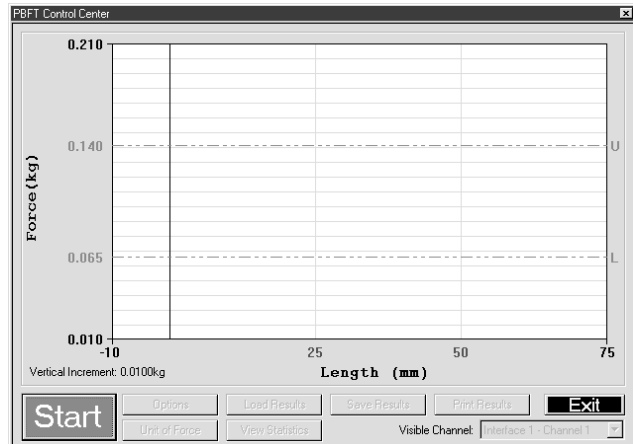 PBFT Control Center
0.210
0.140 U
Force(kg)
0.065 L
0.010
-10 25 50 75
Vertical Increment: 0.0100kg Length (mm)
Start Options Load Results Save Results Print Results Exit
Unit of Force View Statistics Visible Channel: Interface 1 - Channel 1